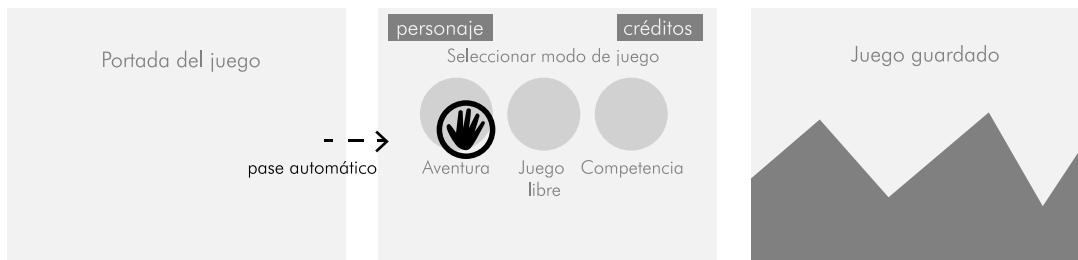 Portada del juego
pase automático
personaje
créditos
Seleccionar modo de juego
Aventura
Juego
libre
Competencia
Juego guardado